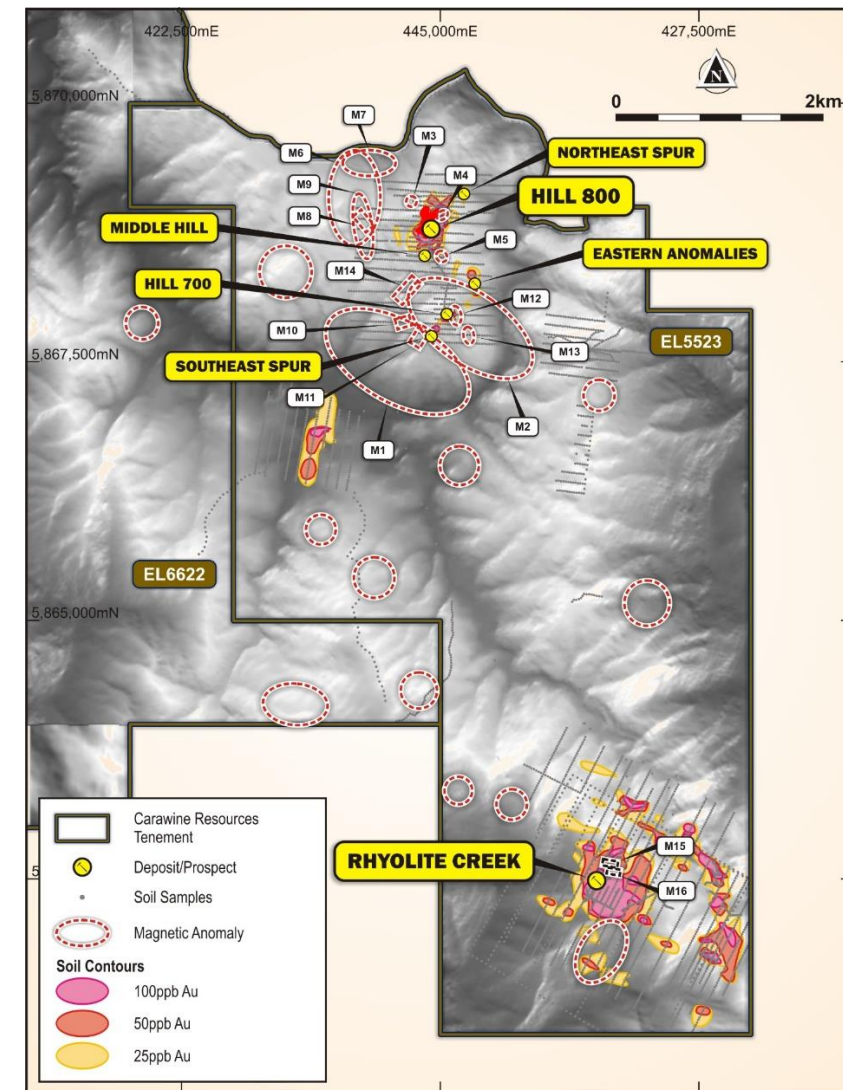 422,500mE
445,000mE
427,500mE
5,870,000mN
N
0
2km
M7
M6
M3
NORTHEAST SPUR
M9
M4
HILL 800
M8
MIDDLE HILL
M5
EASTERN ANOMALIES
M14
HILL 700
M12
M10
EL5523
5,867,500mN
M13
SOUTHEAST SPUR
M11
M1
M2
EL6622
5,865,000mN
Carawine Resources
Tenement
Deposit/Prospect
Soil Samples
Magnetic Anomaly
Soil Contours
100ppb Au
50ppb Au
25ppb Au
RHYOLITE CREEK
M15
M16